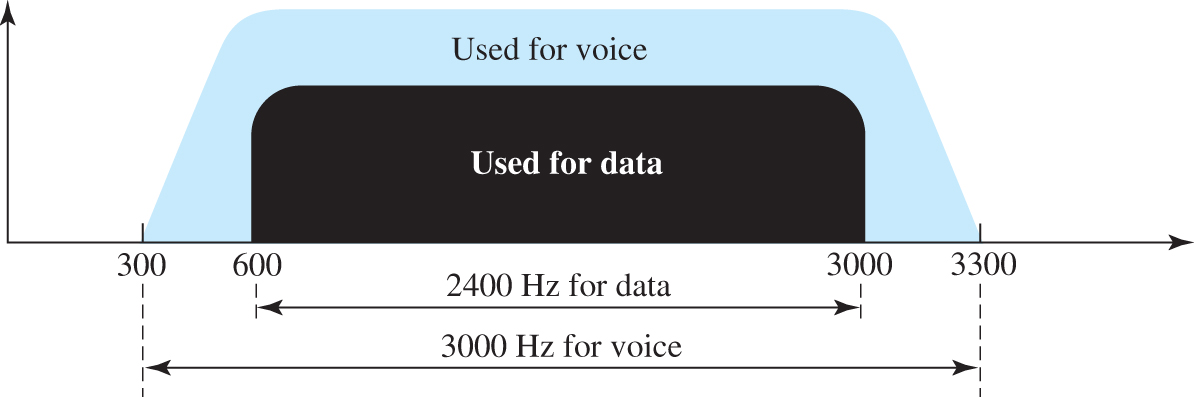 Used for voice
Used for data
300 600 3000 3300
2400 Hz for data
3000 Hz for voice